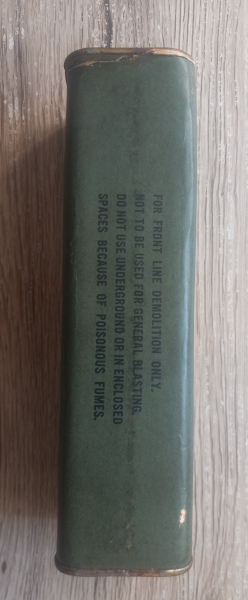 FOR FRONT LINE DEMOLITION ONLY.
NOT TO BE USED FOR GENERAL BLASTING.
DO NOT USE UNDERGROUND OR IN ENCLOSED
SPACES BECAUSE OF POISONOUS FUMES.